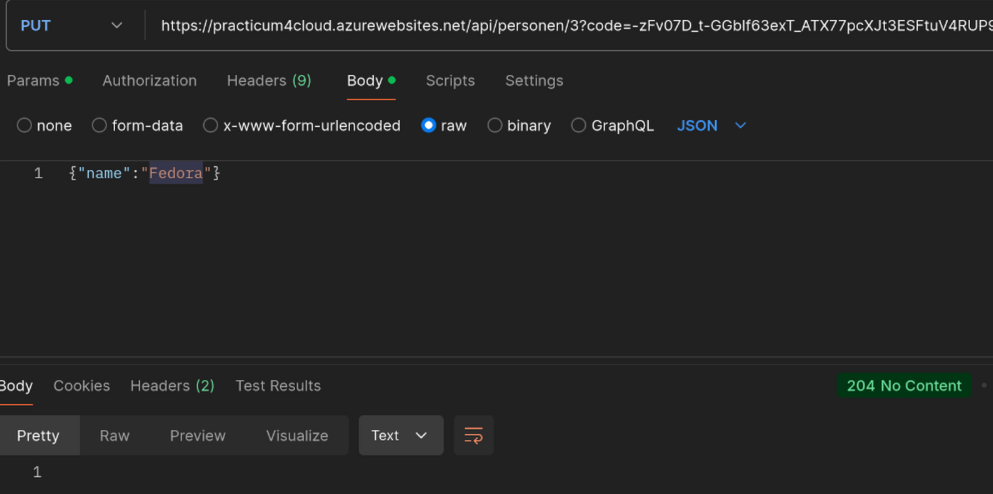 PUT https://practicum4cloud.azurewebsites.net/api/personen/3?code=-zFv07D_t-GGbIf63exT_ATX77pcXJt3ESFtuV4RUP9
Params Authorization Headers (9) Body Scripts Settings
none form-data x-www-form-urlencoded raw binary GraphQL JSON
1 {"name":"Fedora"}
Body Cookies Headers (2) Test Results 204 No Content
Pretty Raw Preview Visualize Text
1